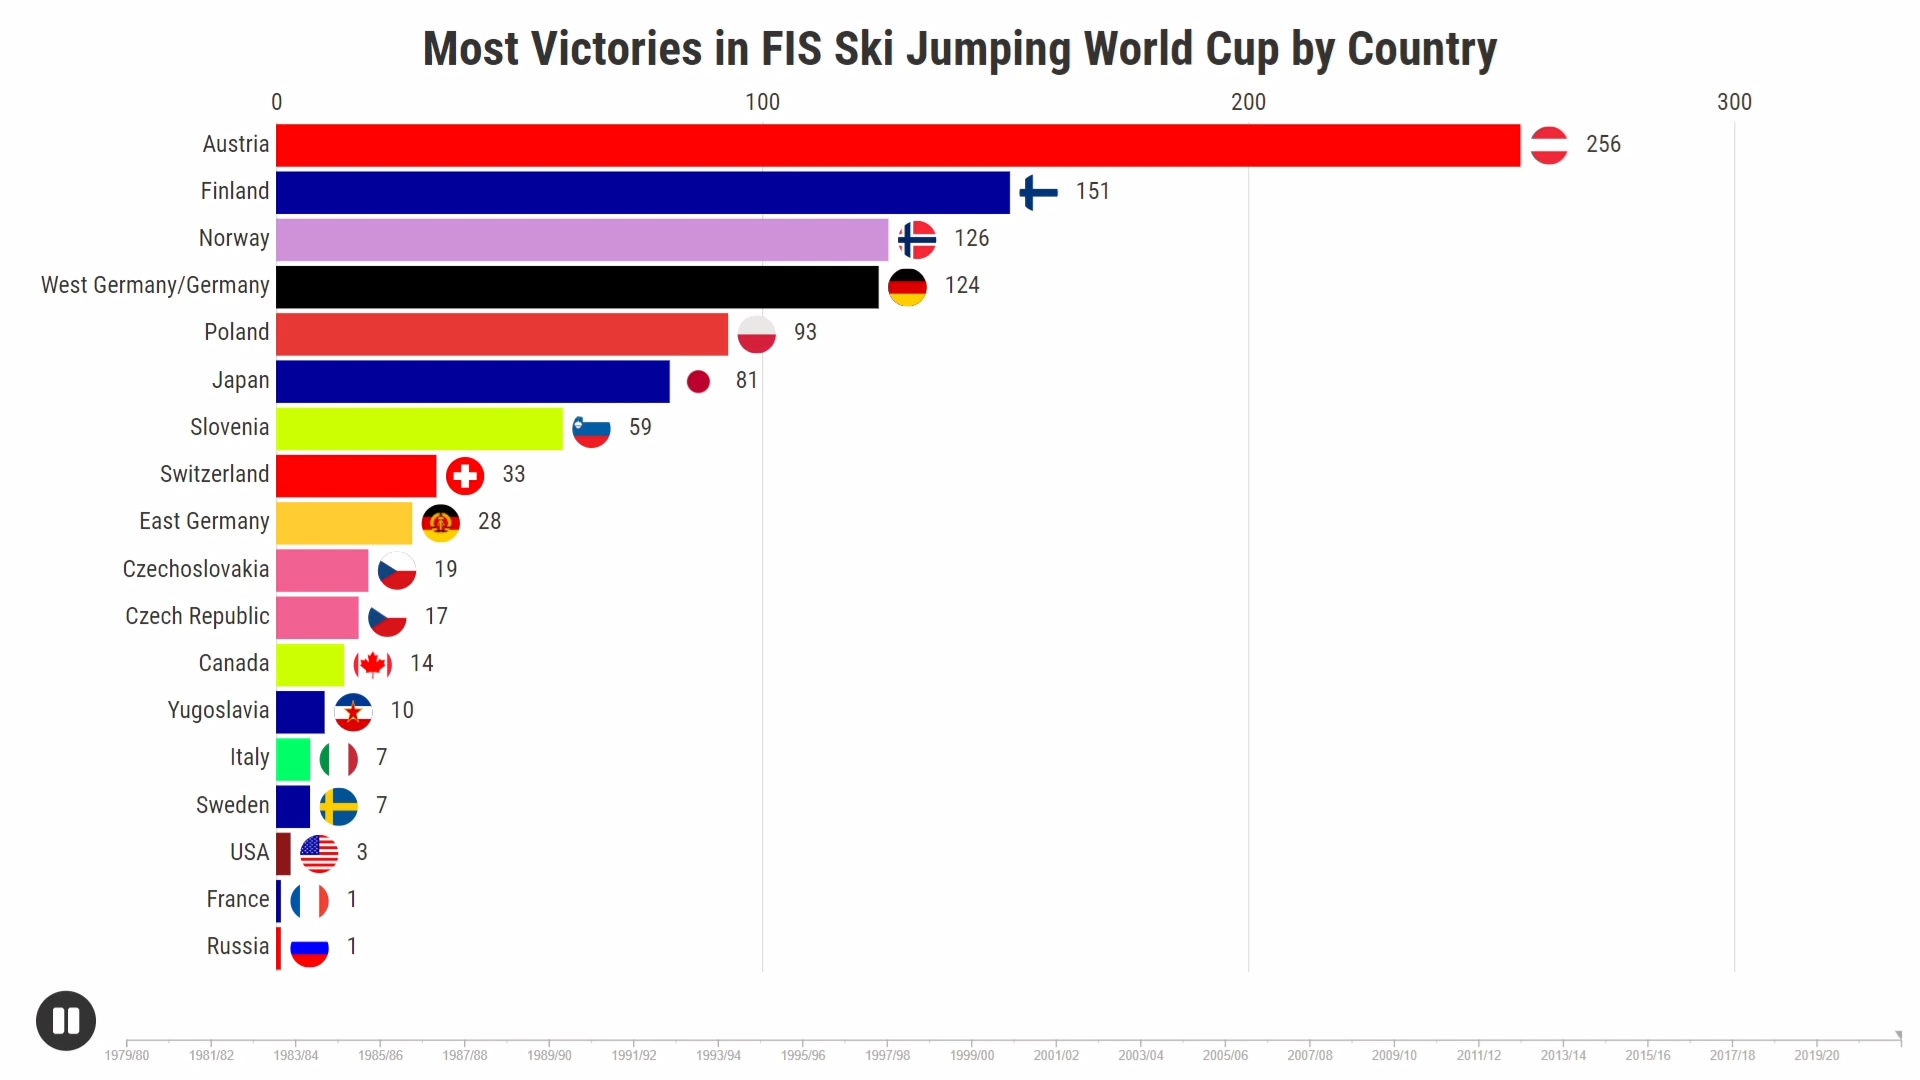 Most Victories in FIS Ski Jumping World Cup by Country
0 100 200 300
Austria 256
Finland 151
Norway 126
West Germany/Germany 124
Poland 93
Japan 81
Slovenia 59
Switzerland 33
East Germany 28
Czechoslovakia 19
Czech Republic 17
Canada 14
Yugoslavia 10
Italy 7
Sweden 7
USA 3
France 1
Russia 1
1979/80 1981/82 1983/84 1985/86 1987/88 1989/90 1991/92 1993/94 1995/96 1997/98 1999/00 2001/02 2003/04 2005/06 2007/08 2009/10 2011/12 2013/14 2015/16 2017/18 2019/20